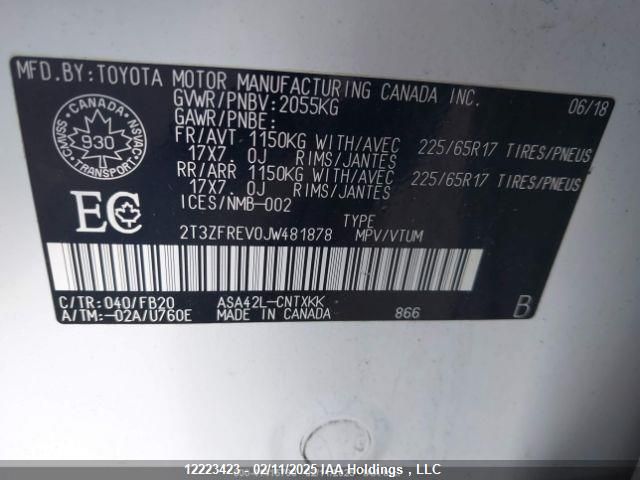 MFD.BY:TOYOTA MOTOR MANUFACTURING CANADA INC.
06/18
GVWR/PNBV:2055KG
GAWR/PNBE:
FR/AVT 1150KG WITH/AVEC 225/65R17 TIRES/PNEUS
17X7.0J RIMS/JANTES
RR/ARR 1150KG WITH/AVEC 225/65R17 TIRES/PNEUS
17X7.0J RIMS/JANTES
ICES/NMB-002
CANADA
CMVSS 930 NSVAC
TRANSPORT
EC
TYPE
2T3ZFREV0JW481878 MPV/VTUM
C/TR:040/FB20 ASA42L-CNTXKK
A/TM:-02A/U760E MADE IN CANADA 866 B
12223423 - 02/11/2025 IAA Holdings , LLC